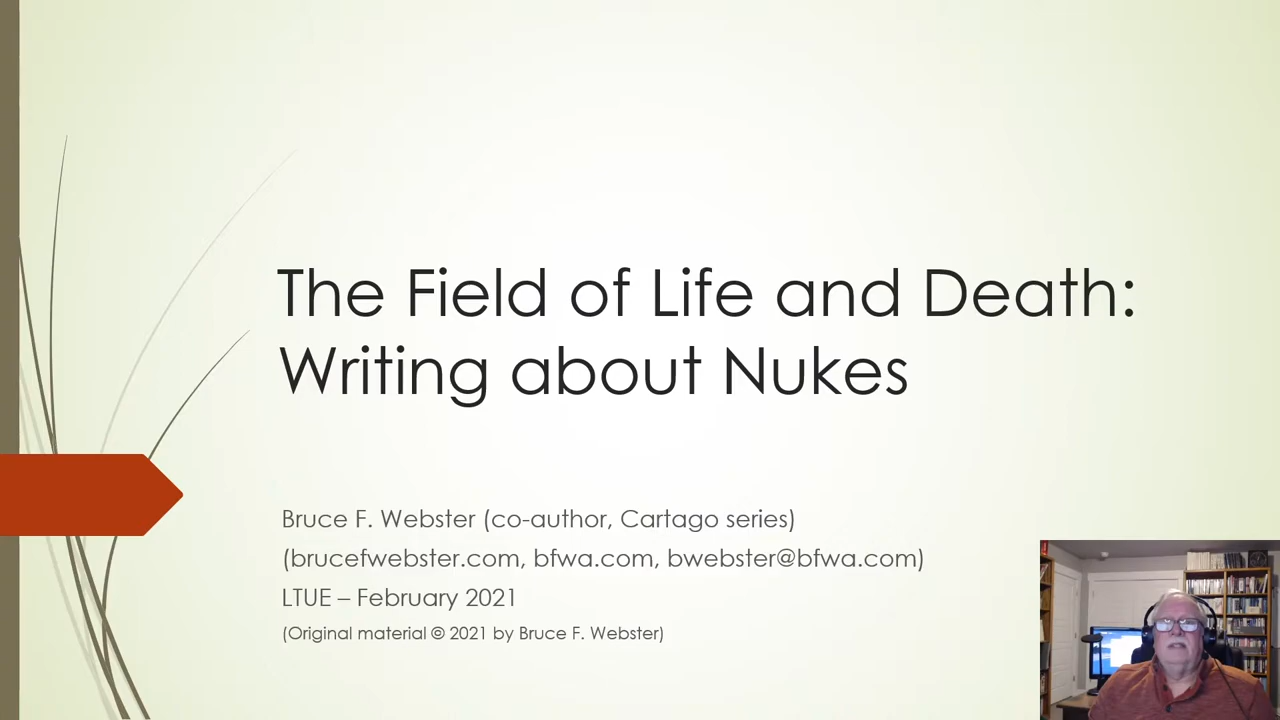 The Field of Life and Death:
Writing about Nukes
Bruce F. Webster (co-author, Cartago series)
(brucefwebster.com, bfwa.com, bwebster@bfwa.com)
LTUE – February 2021
(Original material © 2021 by Bruce F. Webster)